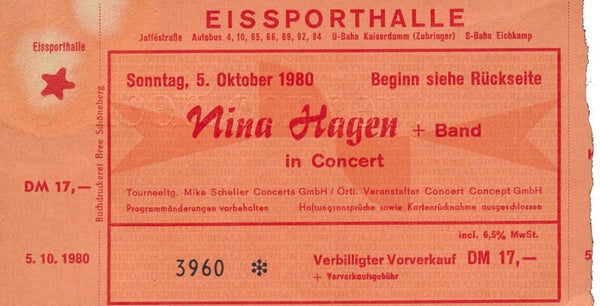 EISSPORTHALLE
Jafféstraße Autobus 4, 10, 65, 66, 69, 92, 94 U-Bahn Kaiserdamm (Zubringer) S-Bahn Eichkamp
Eissporthalle
Sonntag, 5. Oktober 1980 Beginn siehe Rückseite
Nina Hagen + Band
in Concert
Tourneeltg. Mike Scheller Concerts GmbH / Örtl. Veranstalter Concert Concept GmbH
Programmänderungen vorbehalten Haftungsansprüche sowie Kartenrücknahme ausgeschlossen
DM 17,—
Buchdruckerei Bree Schöneberg
incl. 6,5% MwSt.
5. 10. 1980
3960 ✻ Verbilligter Vorverkauf DM 17,—
+ Vorverkaufsgebühr